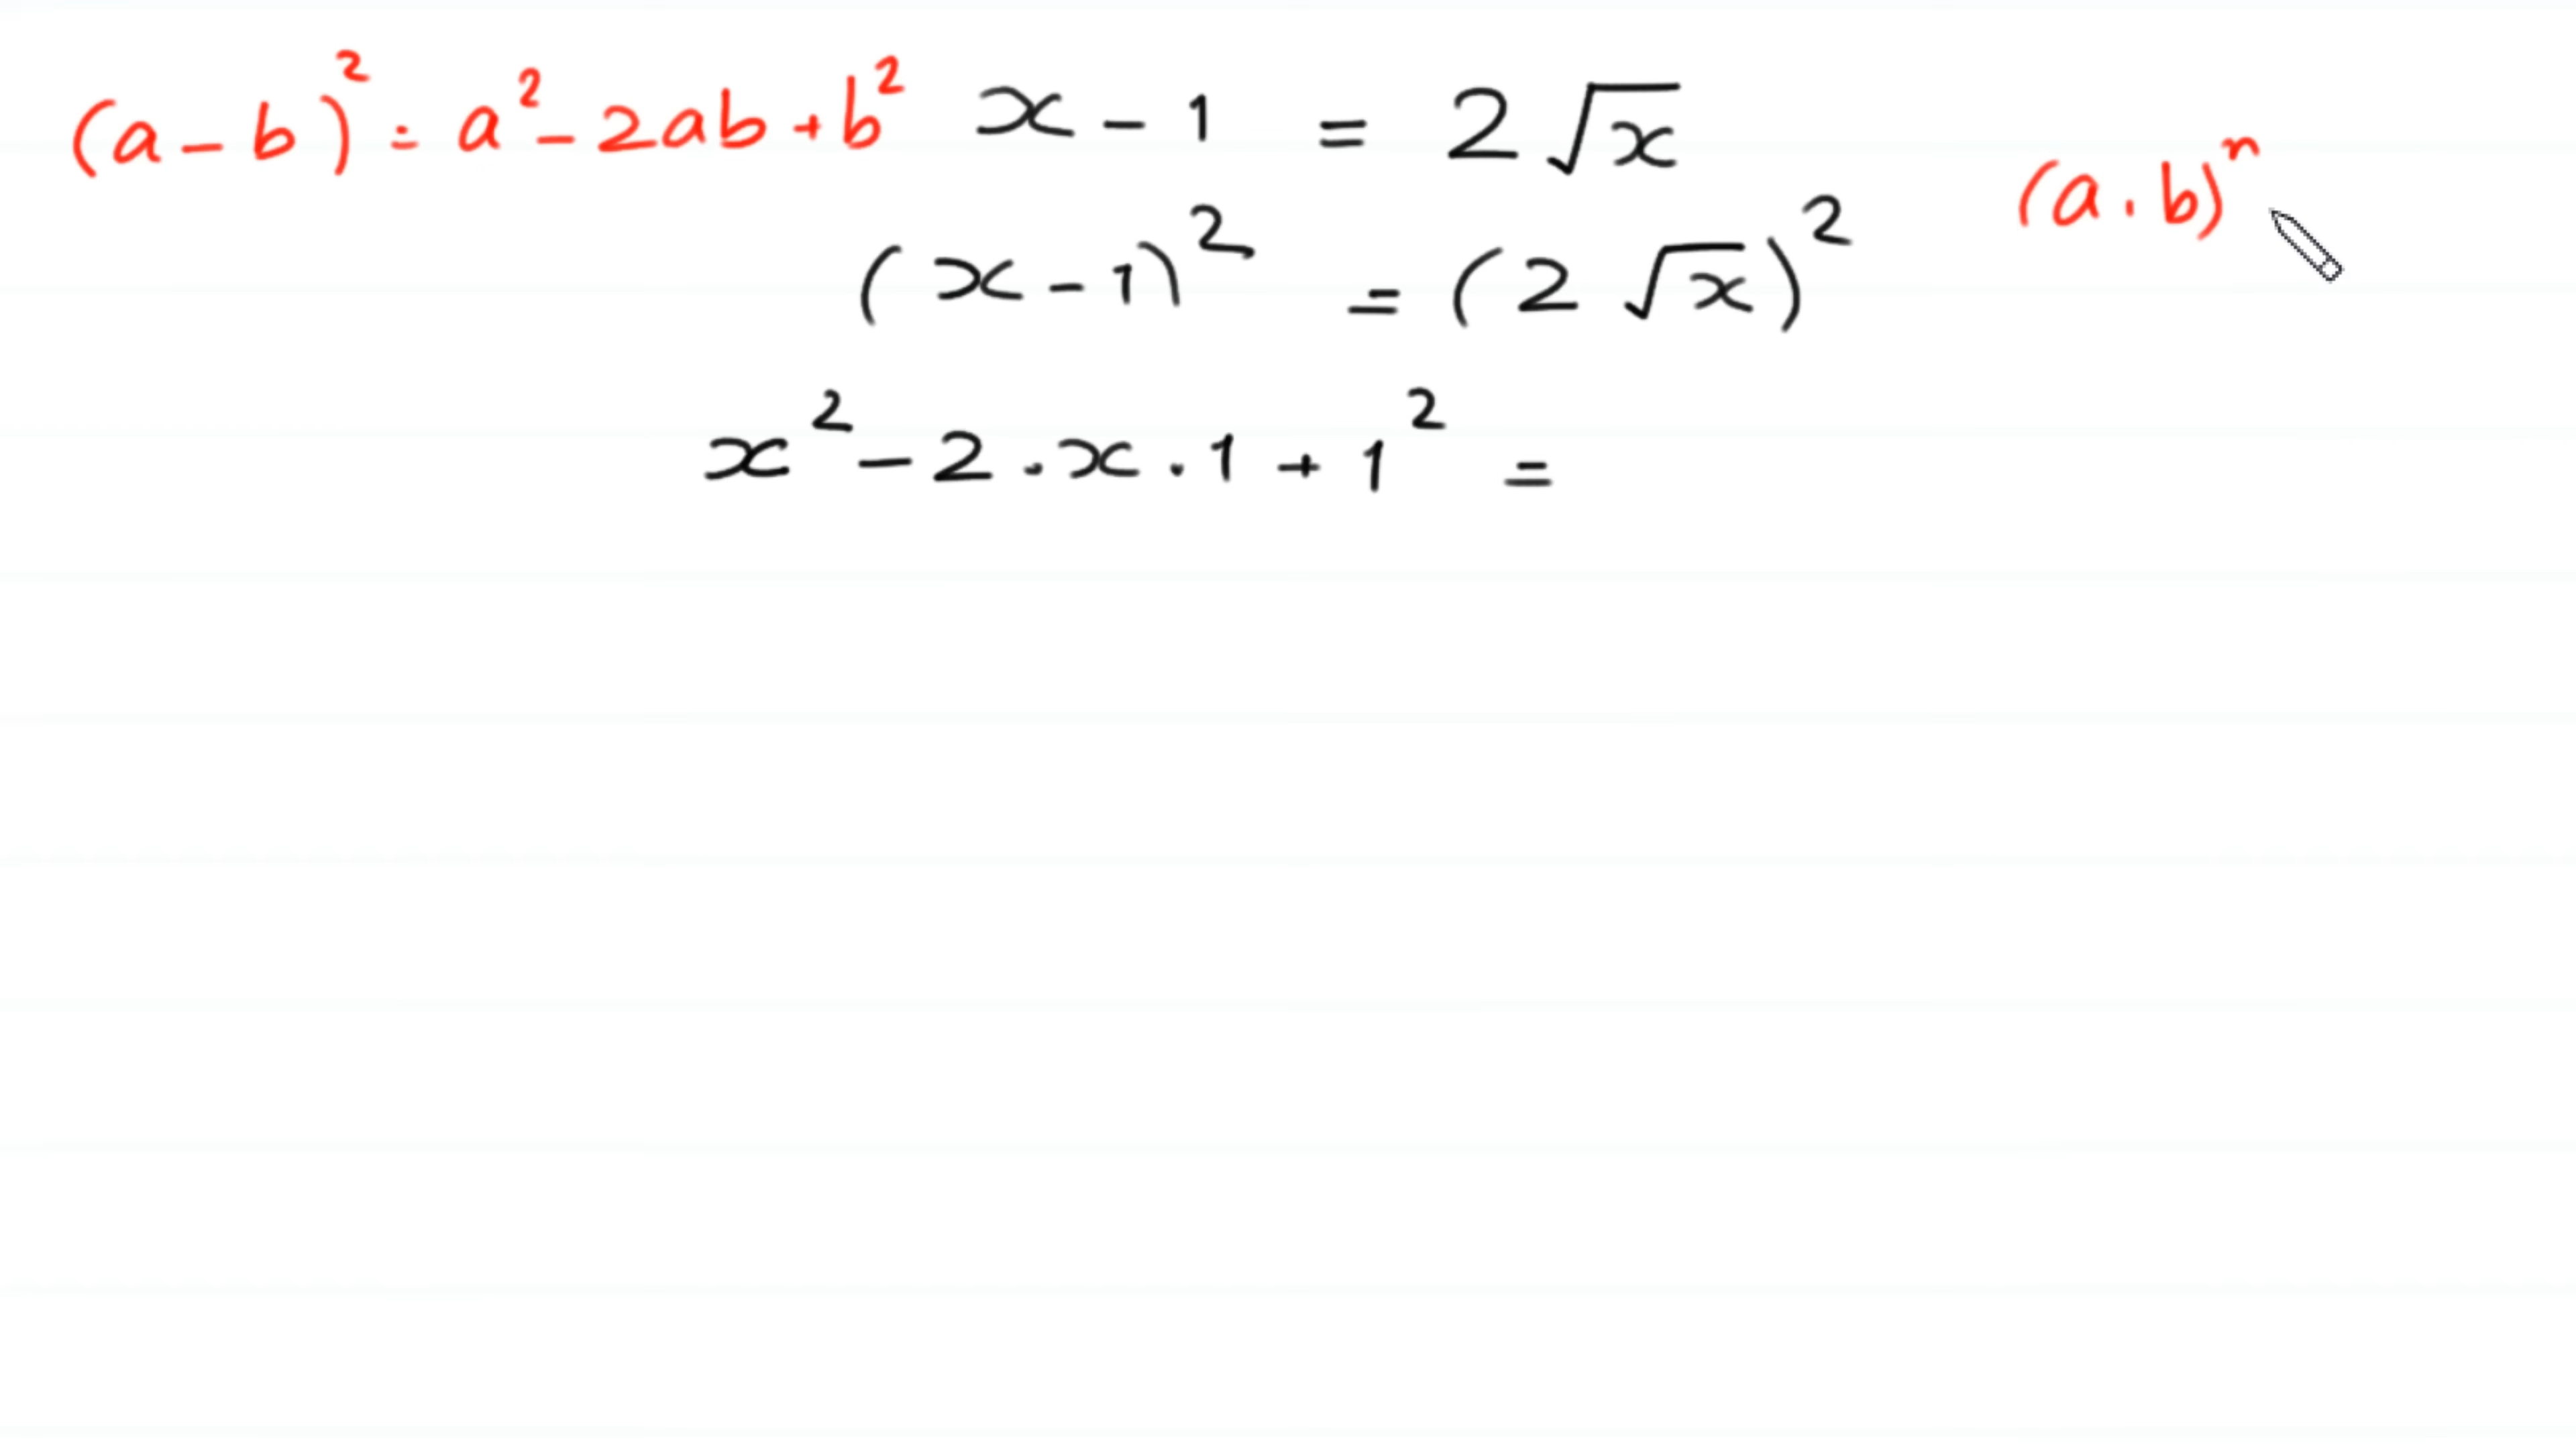 (a - b)² = a² - 2ab + b²
x - 1 = 2√x
(a · b)ⁿ
(x - 1)² = (2√x)²
x² - 2 · x · 1 + 1² =